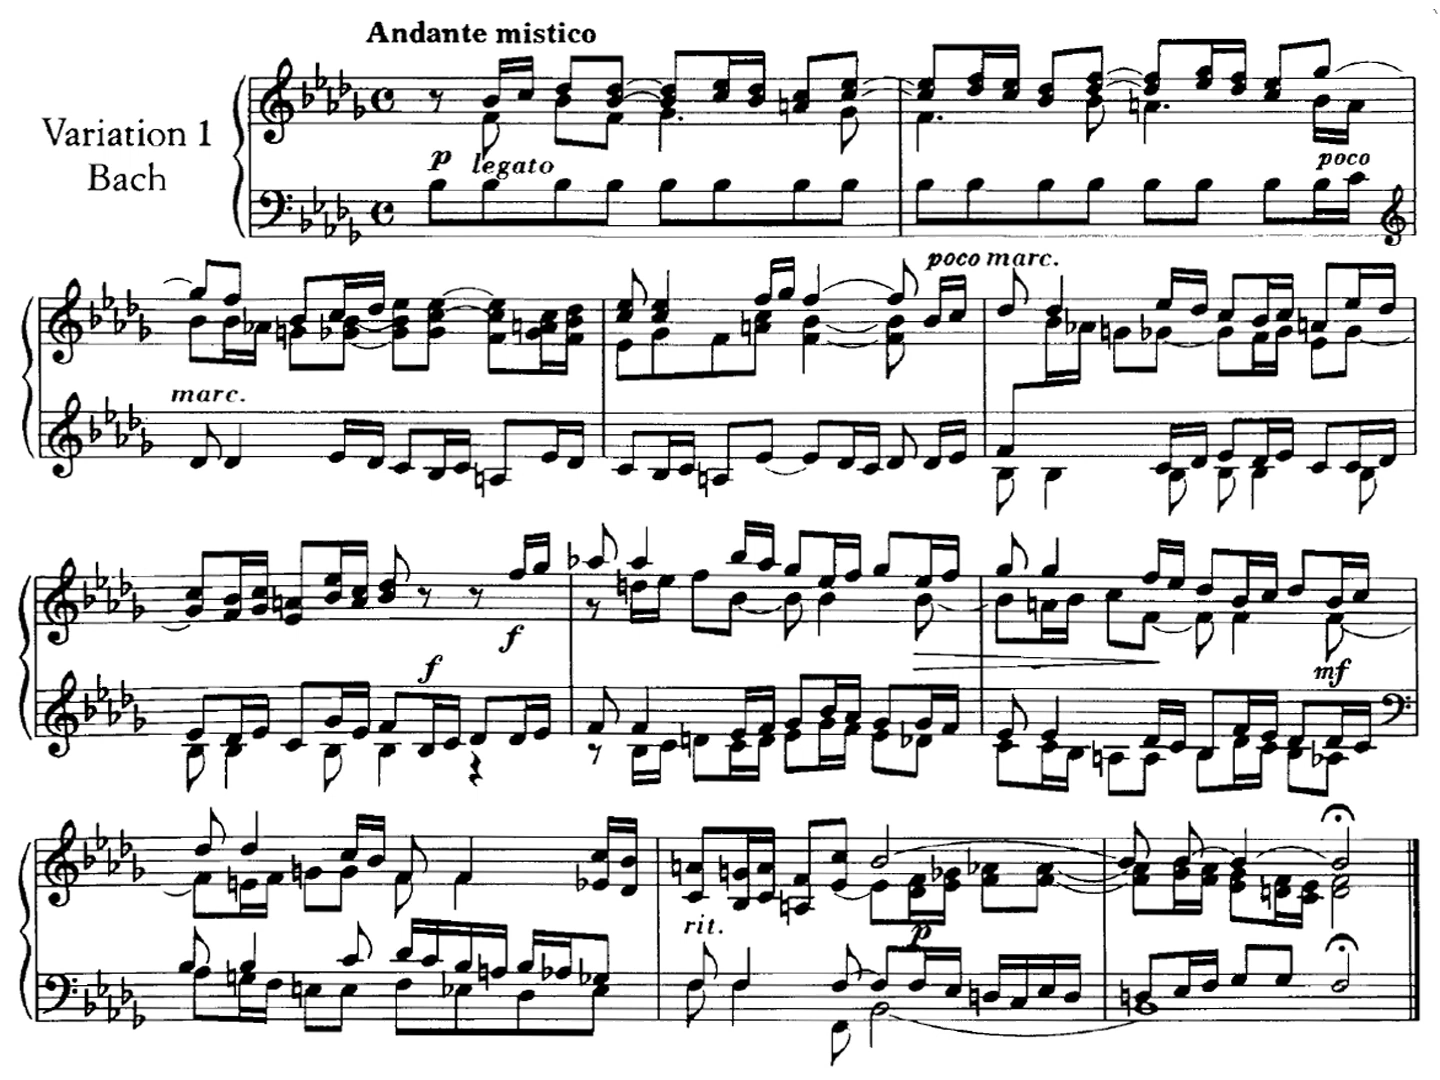 Andante mistico
Variation 1
Bach
p legato
poco
poco marc.
marc.
f
f
mf
rit.
p